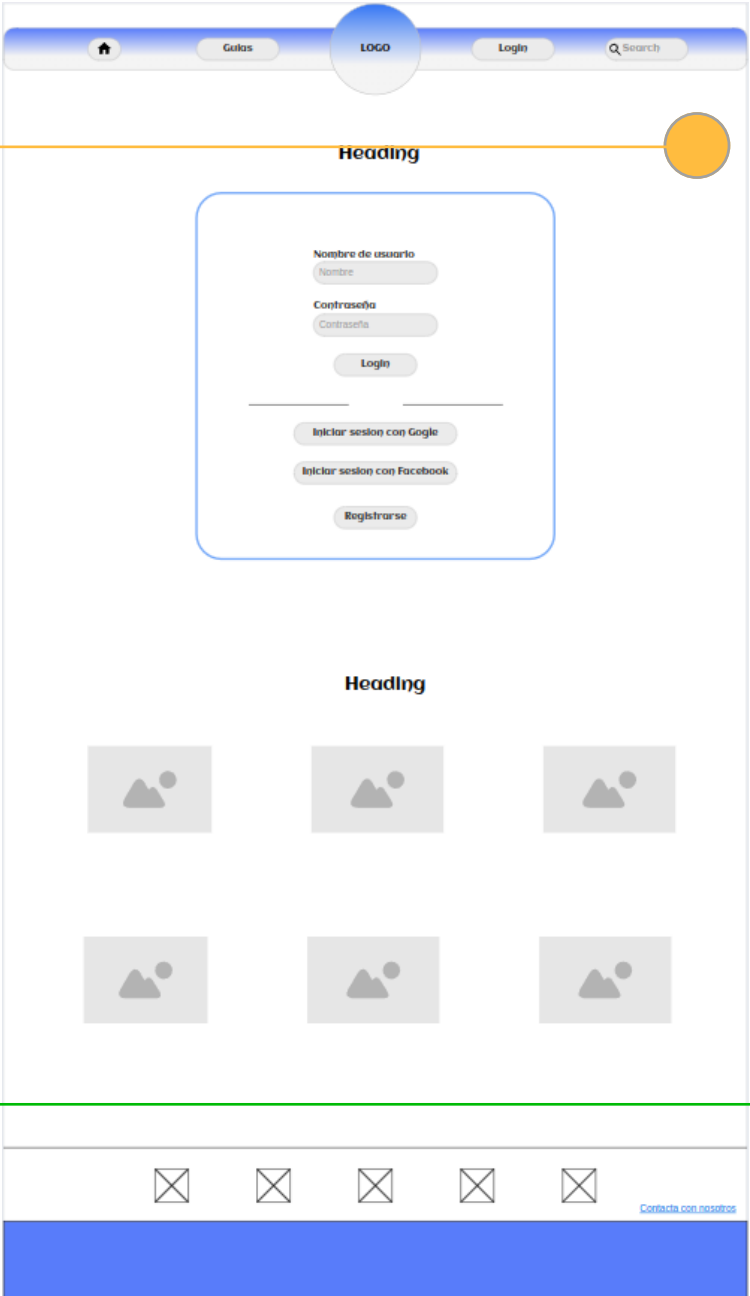 Guias
LOGO
Login
Search
Heading
Nombre de usuario
Nombre
Contraseña
Contraseña
Login
Iniciar sesion con Gogle
Iniciar sesion con Facebook
Registrarse
Heading
Contacta con nosotros